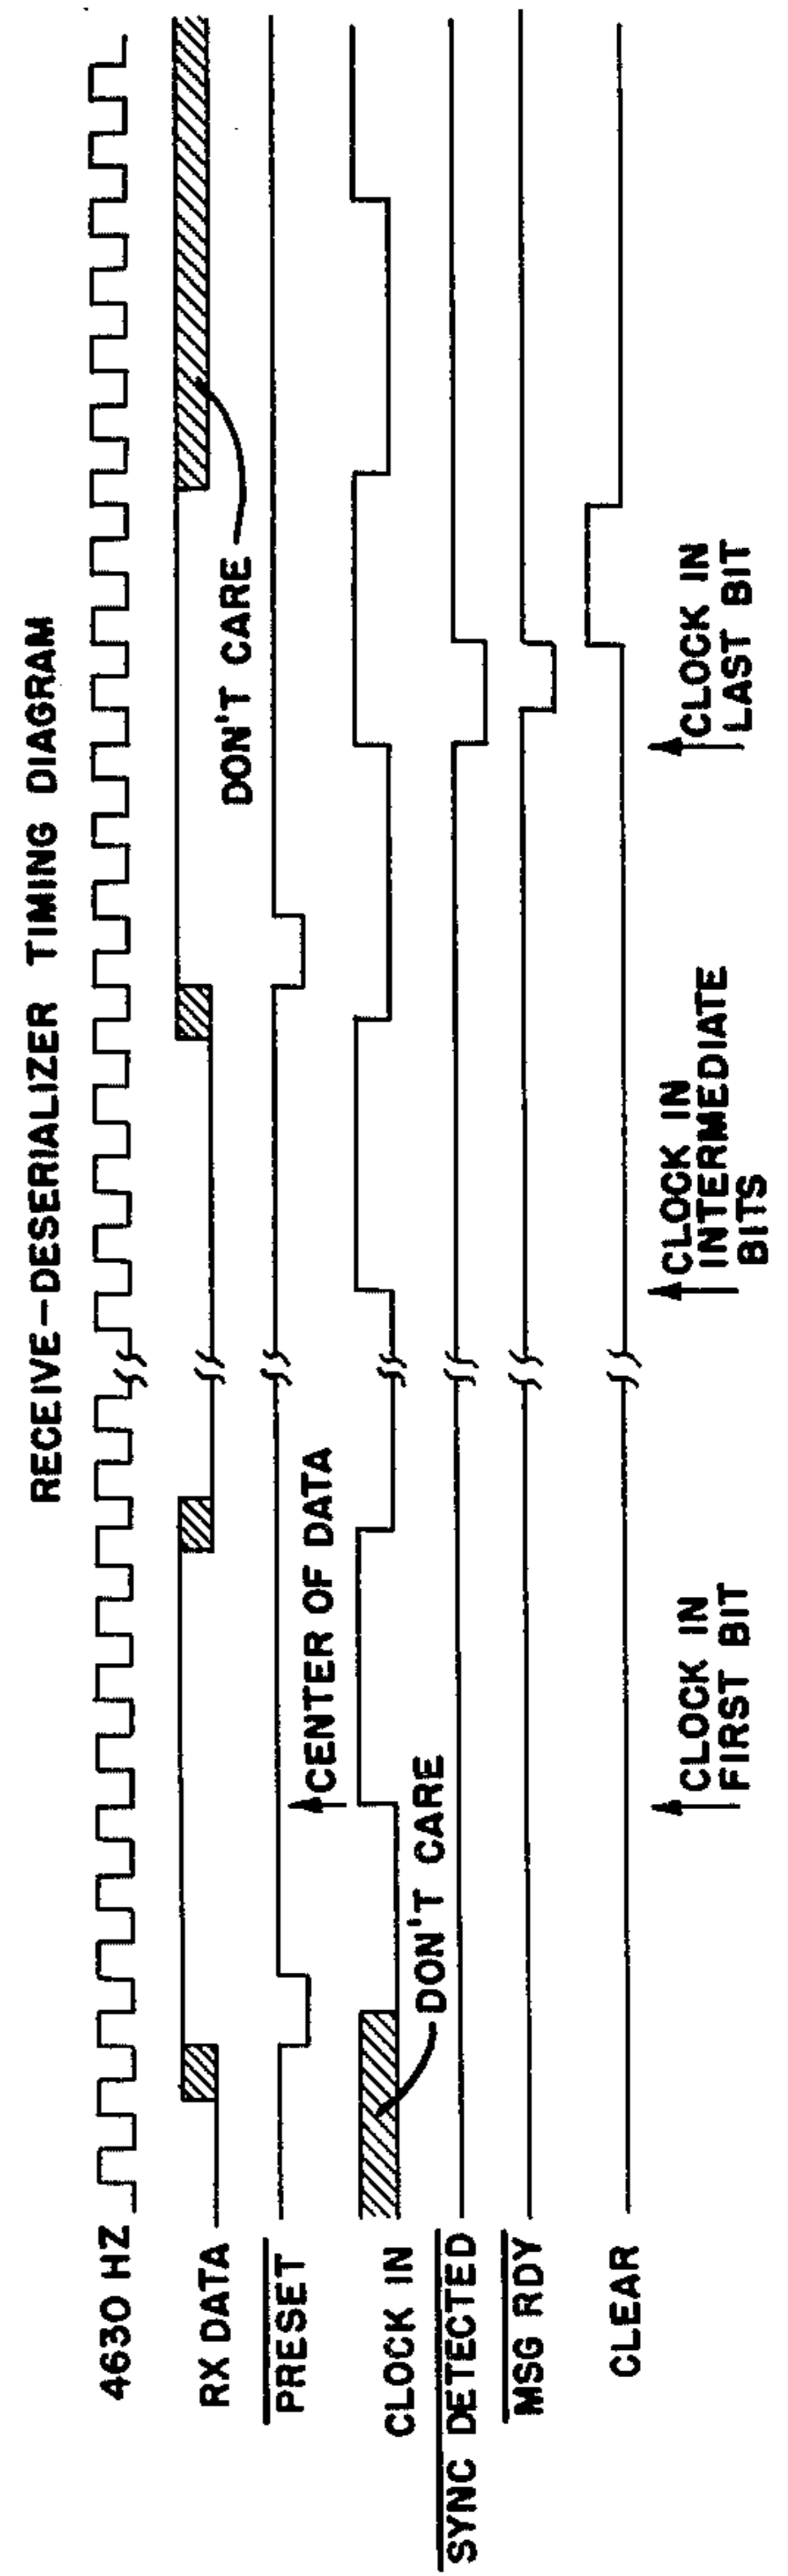 RECEIVE-DESERIALIZER TIMING DIAGRAM
4630 HZ
RX DATA
PRESET
CLOCK IN
SYNC DETECTED
MSG RDY
CLEAR
DON'T CARE
CENTER OF DATA
DON'T CARE
CLOCK IN
FIRST BIT
CLOCK IN
INTERMEDIATE
BITS
CLOCK IN
LAST BIT